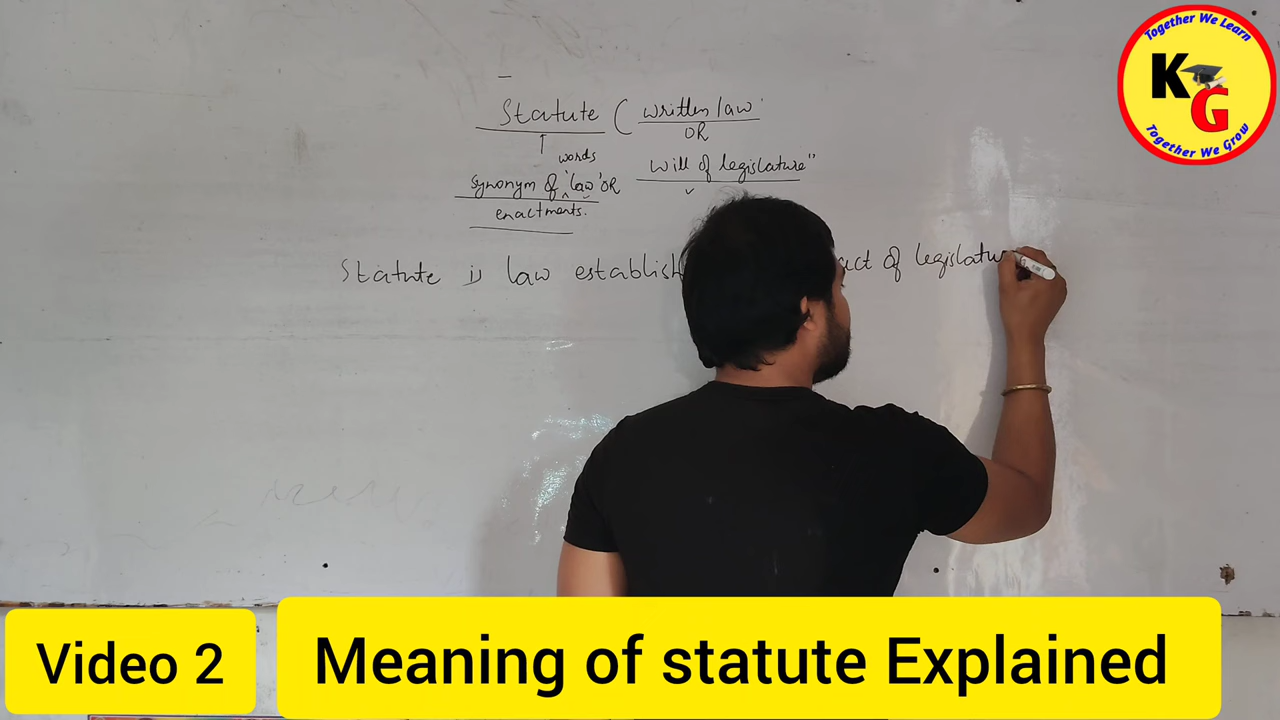 Together We Learn
KG
Together We Grow
Statute ( written law
OR
words
will of legislature"
synonym of 'law' OR
enactments.
Statute is law establish act of legislatu
Video 2
Meaning of statute Explained